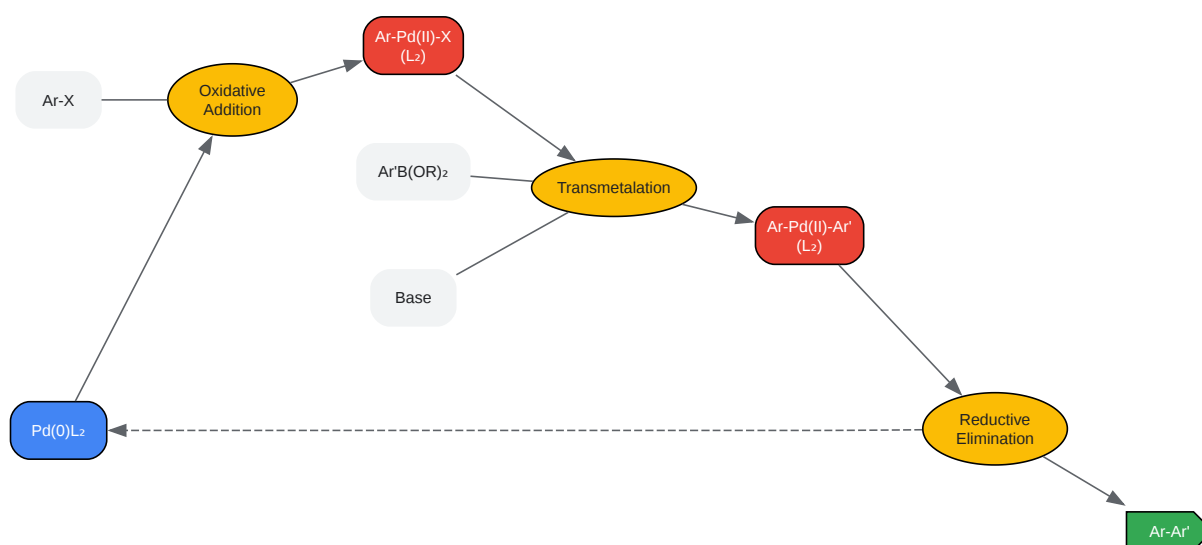 Ar-Pd(II)-X
(L₂)
Oxidative
Addition
Ar-X
Ar'B(OR)₂
Transmetalation
Ar-Pd(II)-Ar'
(L₂)
Base
Pd(0)L₂
Reductive
Elimination
Ar-Ar'